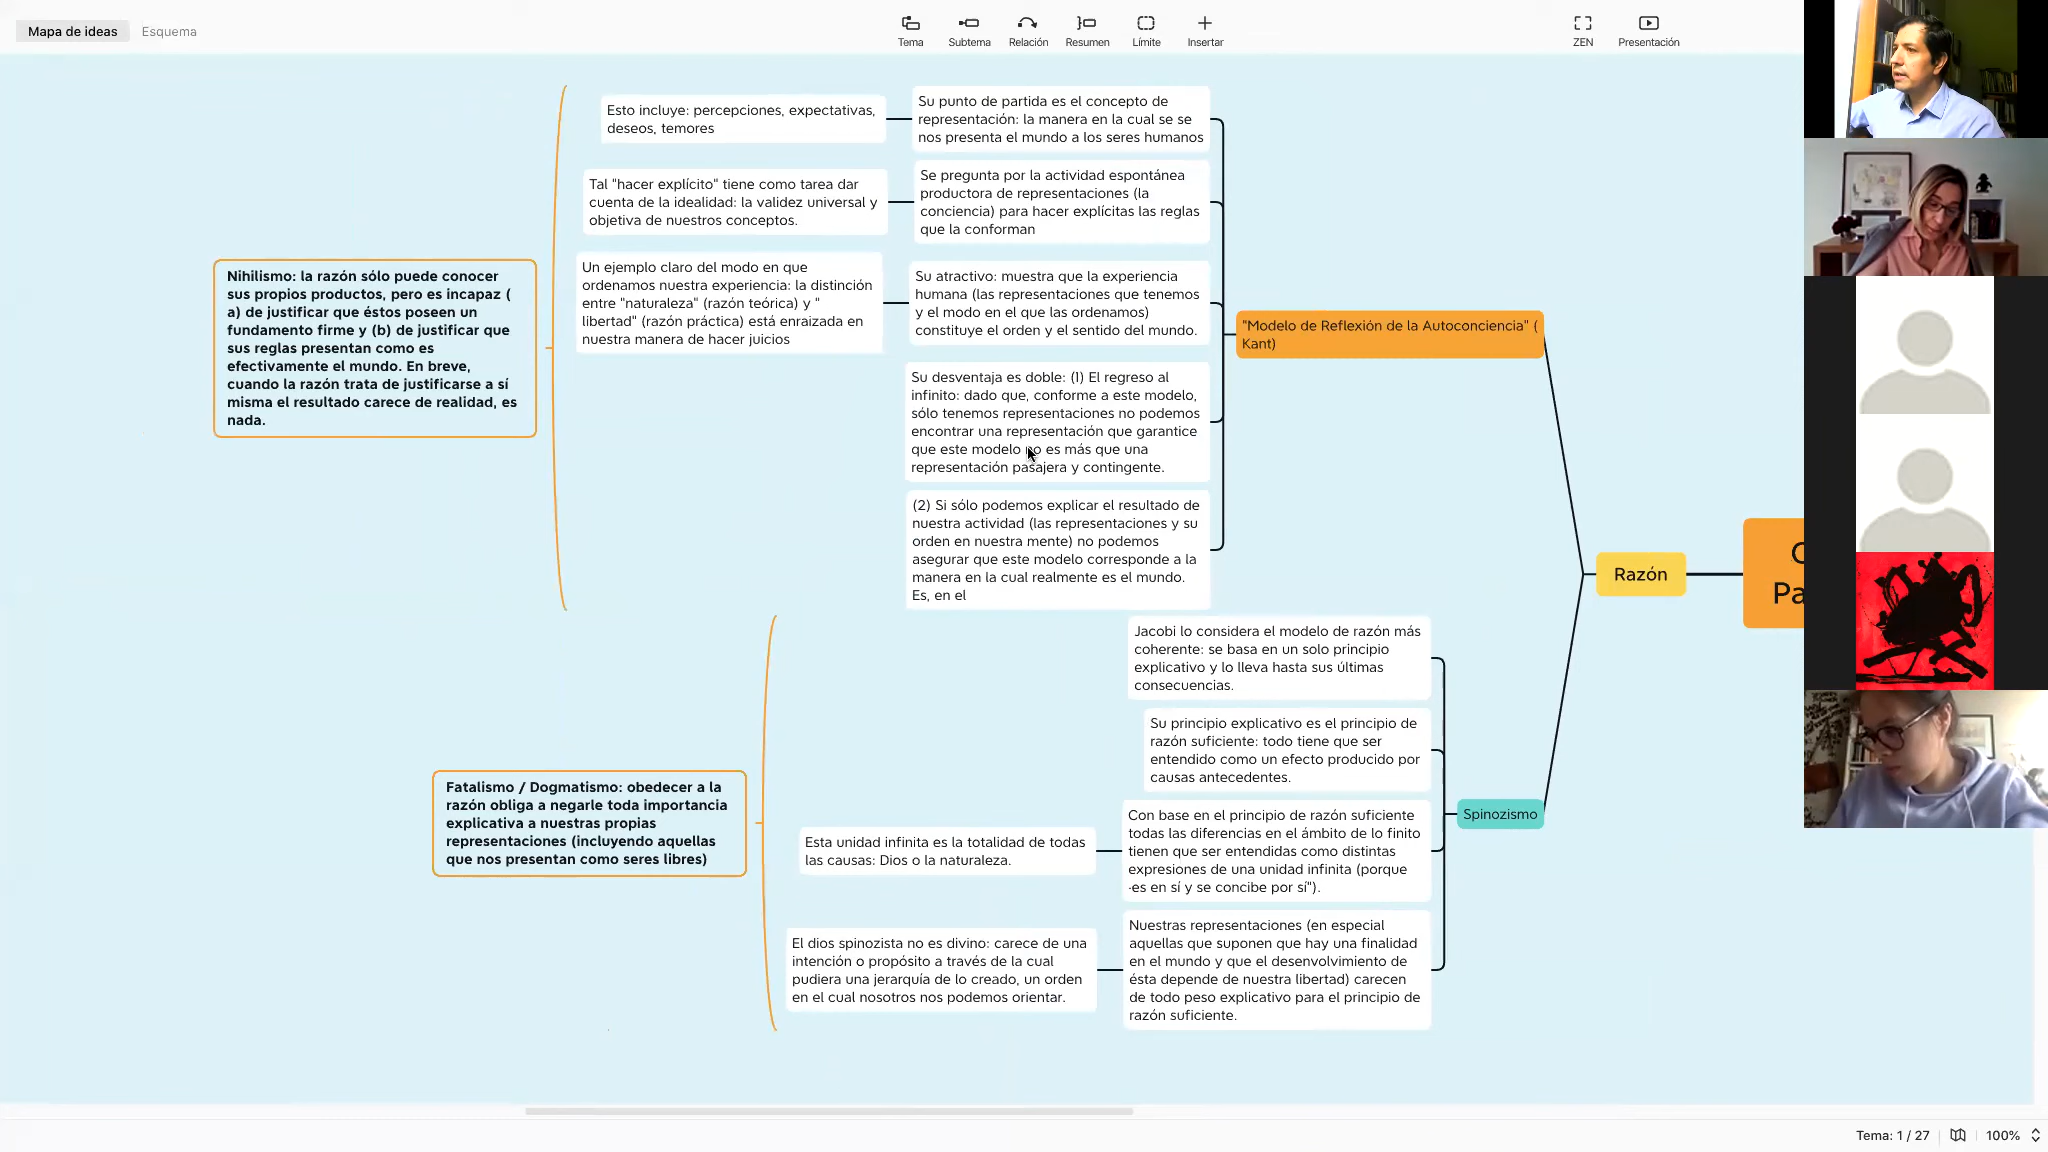 Mapa de ideas
Esquema
Tema
Subtema
Relación
Resumen
Límite
Insertar
ZEN
Presentación
Esto incluye: percepciones, expectativas,
deseos, temores
Su punto de partida es el concepto de
representación: la manera en la cual se se
nos presenta el mundo a los seres humanos
Tal "hacer explícito" tiene como tarea dar
cuenta de la idealidad: la validez universal y
objetiva de nuestros conceptos.
Se pregunta por la actividad espontánea
productora de representaciones (la
conciencia) para hacer explícitas las reglas
que la conforman
Un ejemplo claro del modo en que
ordenamos nuestra experiencia: la distinción
entre "naturaleza" (razón teórica) y "
libertad" (razón práctica) está enraizada en
nuestra manera de hacer juicios
Su atractivo: muestra que la experiencia
humana (las representaciones que tenemos
y el modo en el que las ordenamos)
constituye el orden y el sentido del mundo.
Nihilismo: la razón sólo puede conocer
sus propios productos, pero es incapaz (
a) de justificar que éstos poseen un
fundamento firme y (b) de justificar que
sus reglas presentan como es
efectivamente el mundo. En breve,
cuando la razón trata de justificarse a sí
misma el resultado carece de realidad, es
nada.
"Modelo de Reflexión de la Autoconciencia" (
Kant)
Su desventaja es doble: (1) El regreso al
infinito: dado que, conforme a este modelo,
sólo tenemos representaciones no podemos
encontrar una representación que garantice
que este modelo no es más que una
representación pasajera y contingente.
(2) Si sólo podemos explicar el resultado de
nuestra actividad (las representaciones y su
orden en nuestra mente) no podemos
asegurar que este modelo corresponde a la
manera en la cual realmente es el mundo.
Es, en el
Razón
Pa
Jacobi lo considera el modelo de razón más
coherente: se basa en un solo principio
explicativo y lo lleva hasta sus últimas
consecuencias.
Su principio explicativo es el principio de
razón suficiente: todo tiene que ser
entendido como un efecto producido por
causas antecedentes.
Fatalismo / Dogmatismo: obedecer a la
razón obliga a negarle toda importancia
explicativa a nuestras propias
representaciones (incluyendo aquellas
que nos presentan como seres libres)
Esta unidad infinita es la totalidad de todas
las causas: Dios o la naturaleza.
Con base en el principio de razón suficiente
todas las diferencias en el ámbito de lo finito
tienen que ser entendidas como distintas
expresiones de una unidad infinita (porque
·es en sí y se concibe por sí").
Spinozismo
El dios spinozista no es divino: carece de una
intención o propósito a través de la cual
pudiera una jerarquía de lo creado, un orden
en el cual nosotros nos podemos orientar.
Nuestras representaciones (en especial
aquellas que suponen que hay una finalidad
en el mundo y que el desenvolvimiento de
ésta depende de nuestra libertad) carecen
de todo peso explicativo para el principio de
razón suficiente.
Tema: 1 / 27
100%